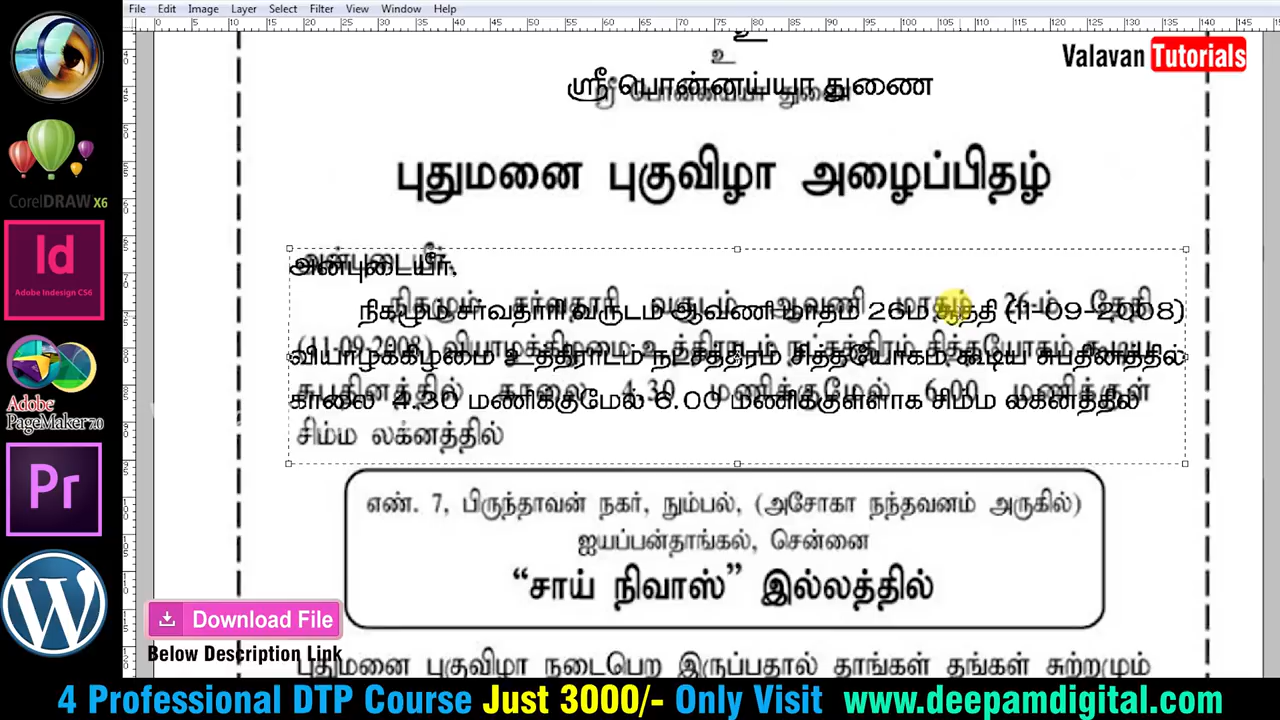 File Edit Image Layer Select Filter View Window Help
Valavan Tutorials
உ
ஸ்ரீ பொன்னய்யா துணை
புதுமனை புகுவிழா அழைப்பிதழ்
அன்புடையீர்,
நிகழும் சர்வதாரி வருடம் ஆவணி மாதம் 26ம் (11-09-2008)
வியாழக்கிழமை உத்திராடம் நட்சத்திரம் சித்தயோகம் கூடிய சுபதினத்தில்
காலை 4.30 மணிக்குமேல் 6.00 மணிக்குள்ளாக சிம்ம லக்னத்தில்
சிம்ம லக்னத்தில்
எண். 7, பிருந்தாவன் நகர், நும்பல், (அசோகா நந்தவனம் அருகில்)
ஐயப்பன்தாங்கல், சென்னை
“சாய் நிவாஸ்” இல்லத்தில்
புதுமனை புகுவிழா நடைபெற இருப்பதால் தாங்கள் தங்கள் சுற்றமும்
CorelDRAW X6
Id
Adobe Indesign CS6
Adobe
PageMaker 7.0
Pr
W
Download File
Below Description Link
4 Professional DTP Course Just 3000/- Only Visit www.deepamdigital.com